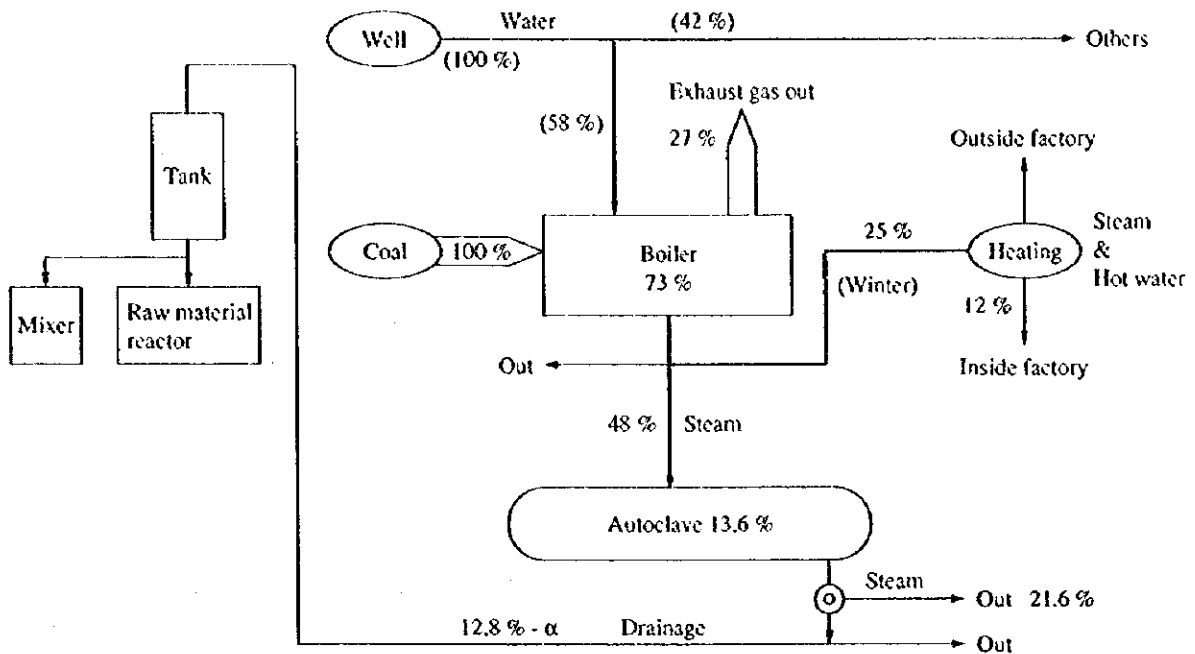 Water
(42 %)
Well
Others
(100 %)
Exhaust gas out
(58 %)
27 %
Outside factory
Tank
Coal
100 %
Boiler
73 %
25 %
(Winter)
Heating
Steam
&
Hot water
12 %
Mixer
Raw material
reactor
Out
Inside factory
48 %
Steam
Autoclave 13.6 %
Steam
Out 21.6 %
12.8 % - α
Drainage
Out